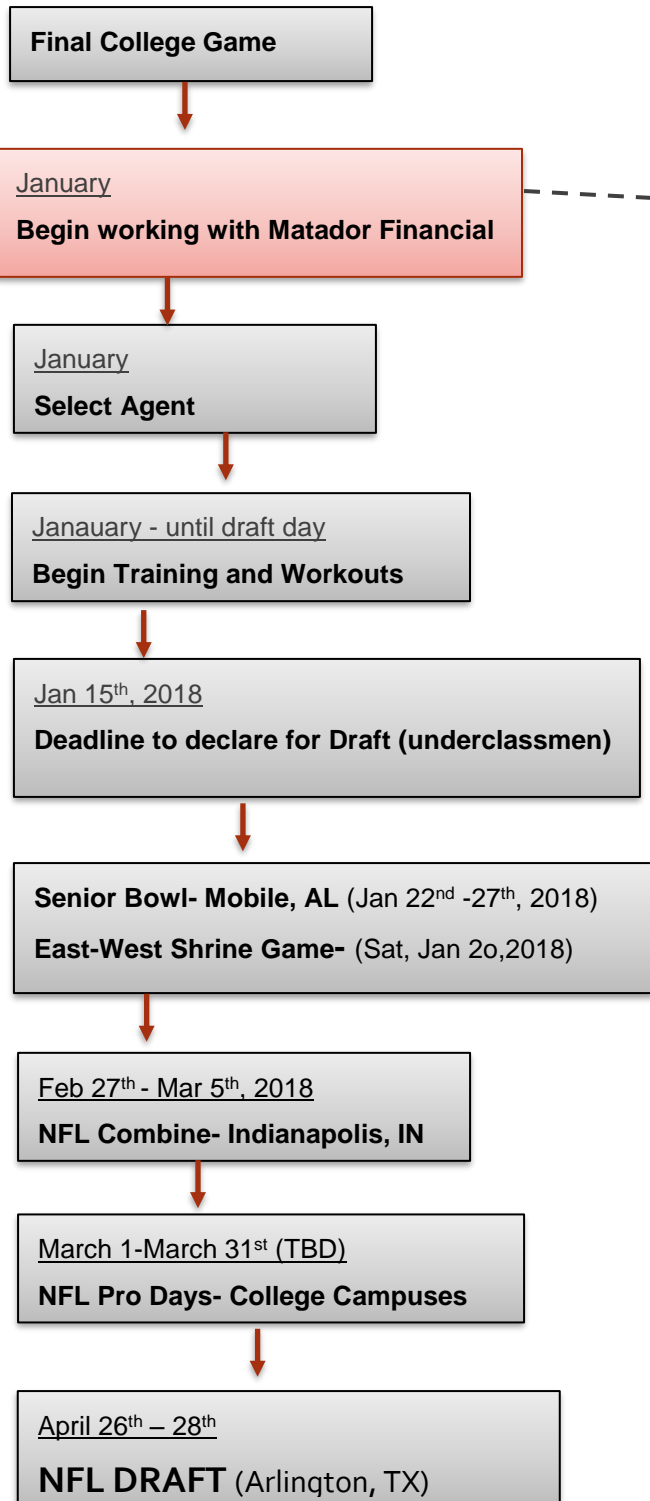 Final College Game
January
Begin working with Matador Financial
January
Select Agent
Janauary - until draft day
Begin Training and Workouts
Jan 15th, 2018
Deadline to declare for Draft (underclassmen)
Senior Bowl- Mobile, AL (Jan 22nd -27th, 2018)
East-West Shrine Game- (Sat, Jan 2o,2018)
Feb 27th - Mar 5th, 2018
NFL Combine- Indianapolis, IN
March 1-March 31st (TBD)
NFL Pro Days- College Campuses
April 26th – 28th
NFL DRAFT (Arlington, TX)